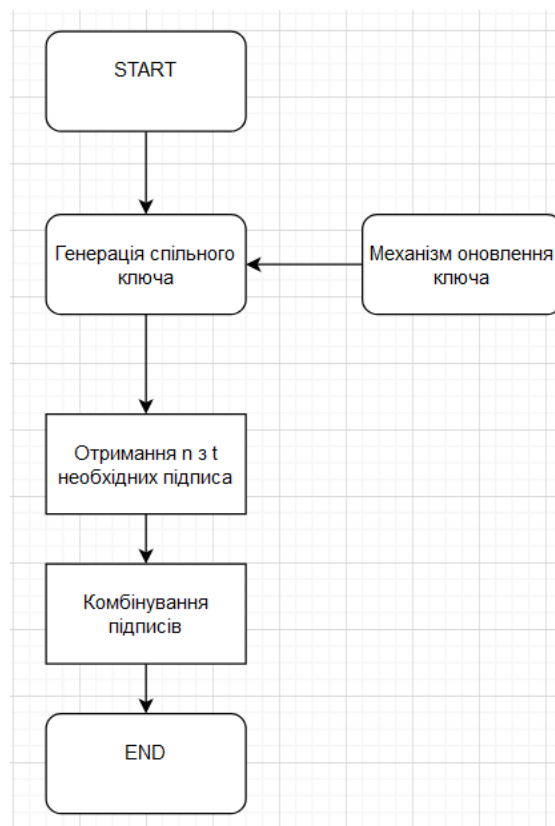 START
Генерація спільного
ключа
Механізм оновлення
ключа
Отримання n з t
необхідних підписа
Комбінування
підписів
END